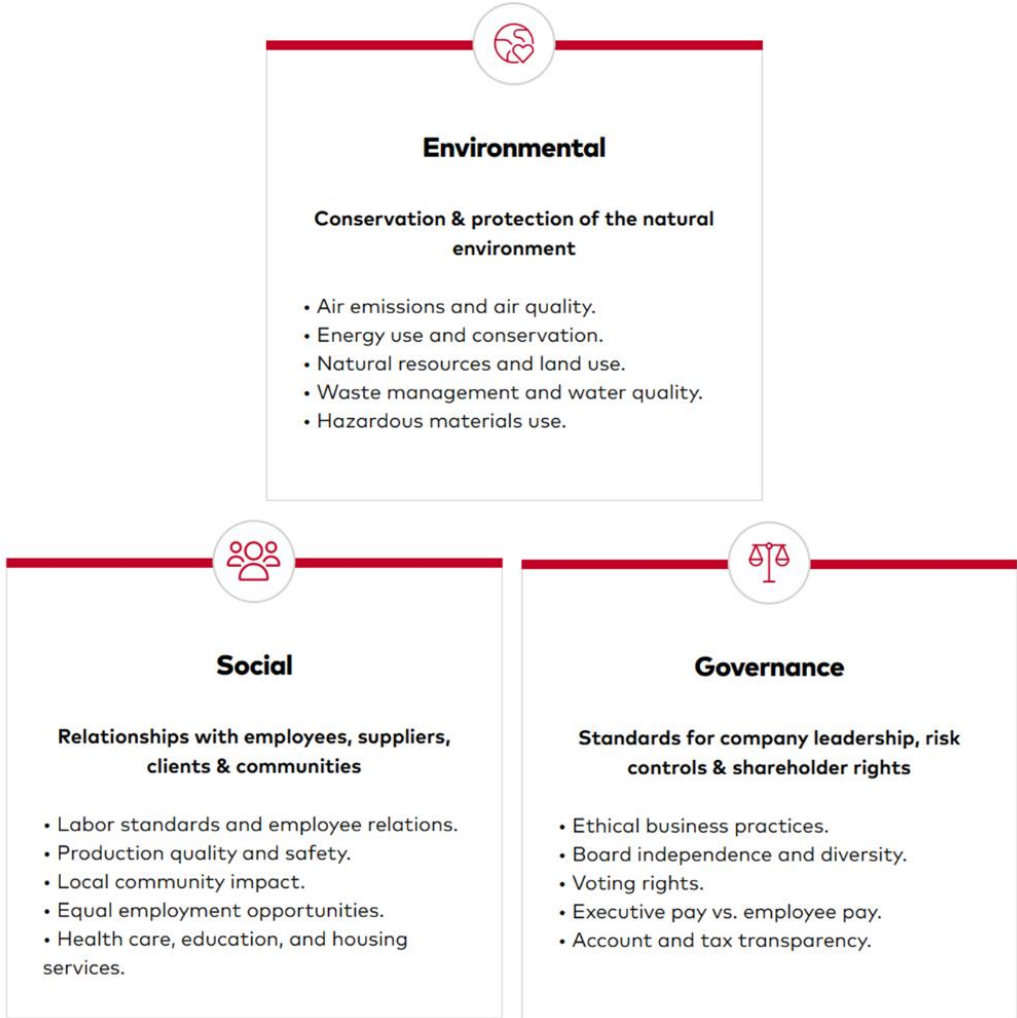 Environmental
Conservation & protection of the natural
environment
• Air emissions and air quality.
• Energy use and conservation.
• Natural resources and land use.
• Waste management and water quality.
• Hazardous materials use.
Social
Relationships with employees, suppliers,
clients & communities
• Labor standards and employee relations.
• Production quality and safety.
• Local community impact.
• Equal employment opportunities.
• Health care, education, and housing
services.
Governance
Standards for company leadership, risk
controls & shareholder rights
• Ethical business practices.
• Board independence and diversity.
• Voting rights.
• Executive pay vs. employee pay.
• Account and tax transparency.